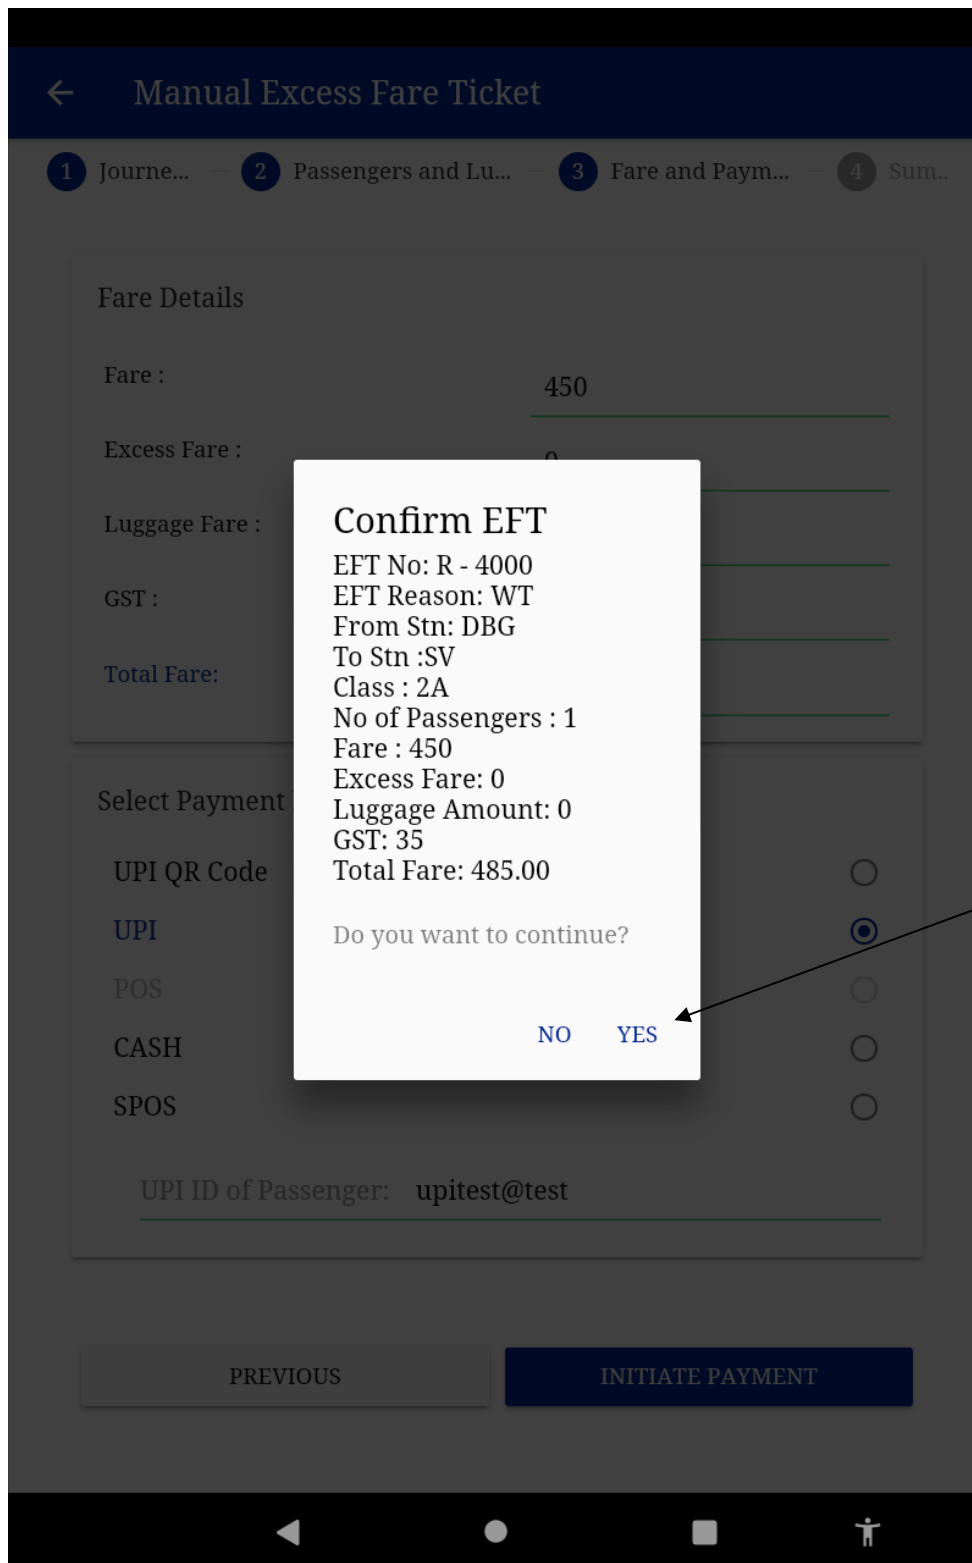 Manual Excess Fare Ticket
1 Journe... 2 Passengers and Lu... 3 Fare and Paym... 4 Sum..
Fare Details
Fare : 450
Excess Fare :
Luggage Fare :
GST :
Total Fare:
Confirm EFT
EFT No: R - 4000
EFT Reason: WT
From Stn: DBG
To Stn :SV
Class : 2A
No of Passengers : 1
Fare : 450
Excess Fare: 0
Luggage Amount: 0
GST: 35
Total Fare: 485.00
Do you want to continue?
NO YES
Select Payment
UPI QR Code
UPI
POS
CASH
SPOS
UPI ID of Passenger: upitest@test
PREVIOUS INITIATE PAYMENT